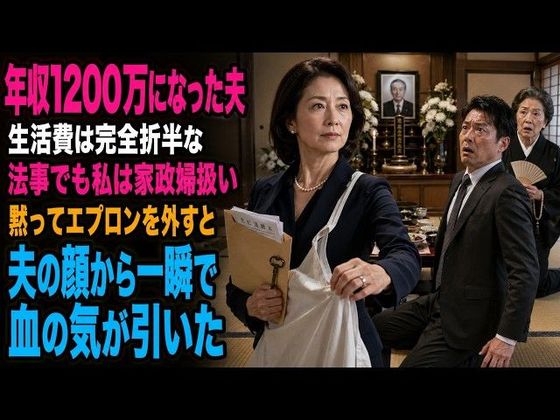 年収1200万になった夫
生活費は完全折半な
法事でも私は家政婦扱い
黙ってエプロンを外すと
夫の顔から一瞬で
血の気が引いた